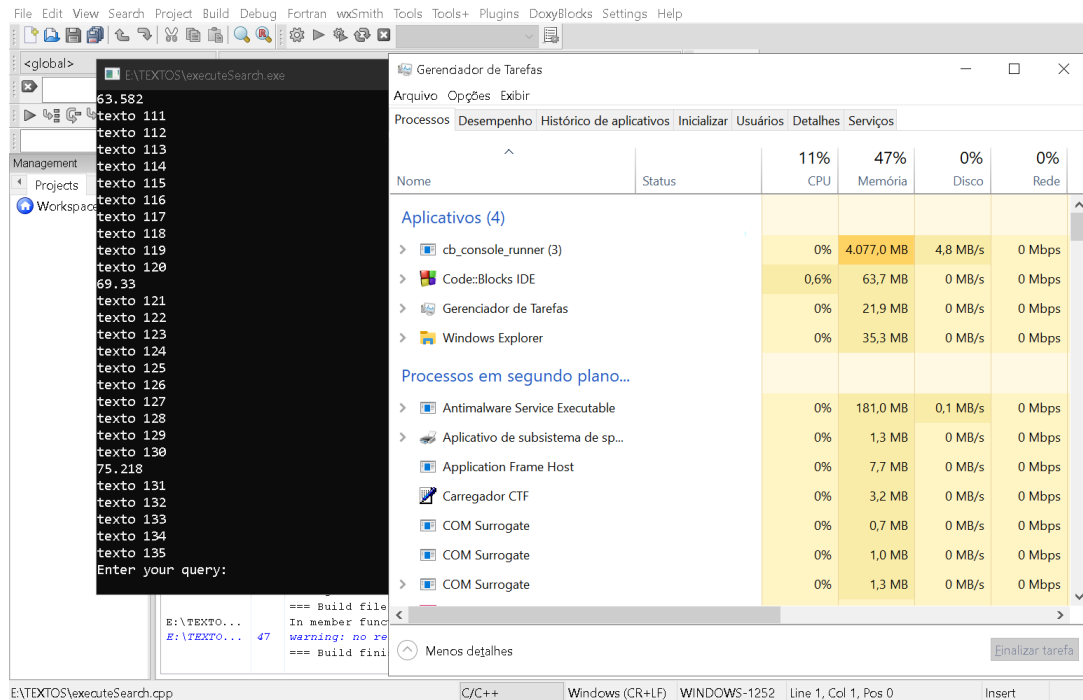 File Edit View Search Project Build Debug Fortran wxSmith Tools Tools+ Plugins DoxyBlocks Settings Help
<global>
Management
Projects
Workspace
E:\TEXTOS\executeSearch.exe
63.582
texto 111
texto 112
texto 113
texto 114
texto 115
texto 116
texto 117
texto 118
texto 119
texto 120
69.33
texto 121
texto 122
texto 123
texto 124
texto 125
texto 126
texto 127
texto 128
texto 129
texto 130
75.218
texto 131
texto 132
texto 133
texto 134
texto 135
Enter your query:
Gerenciador de Tarefas
Arquivo Opções Exibir
Processos Desempenho Histórico de aplicativos Inicializar Usuários Detalhes Serviços
11% 47% 0% 0%
Nome Status CPU Memória Disco Rede
Aplicativos (4)
cb_console_runner (3) 0% 4.077,0 MB 4,8 MB/s 0 Mbps
Code::Blocks IDE 0,6% 63,7 MB 0 MB/s 0 Mbps
Gerenciador de Tarefas 0% 21,9 MB 0 MB/s 0 Mbps
Windows Explorer 0% 35,3 MB 0 MB/s 0 Mbps
Processos em segundo plano...
Antimalware Service Executable 0% 181,0 MB 0,1 MB/s 0 Mbps
Aplicativo de subsistema de sp... 0% 1,3 MB 0 MB/s 0 Mbps
Application Frame Host 0% 7,7 MB 0 MB/s 0 Mbps
Carregador CTF 0% 3,2 MB 0 MB/s 0 Mbps
COM Surrogate 0% 0,7 MB 0 MB/s 0 Mbps
COM Surrogate 0% 1,0 MB 0 MB/s 0 Mbps
COM Surrogate 0% 1,3 MB 0 MB/s 0 Mbps
Menos detalhes Finalizar tarefa
=== Build file
E:\TEXTO... In member func
E:\TEXTO... 47 warning: no re
=== Build fini
E:\TEXTOS\executeSearch.cpp C/C++ Windows (CR+LF) WINDOWS-1252 Line 1, Col 1, Pos 0 Insert